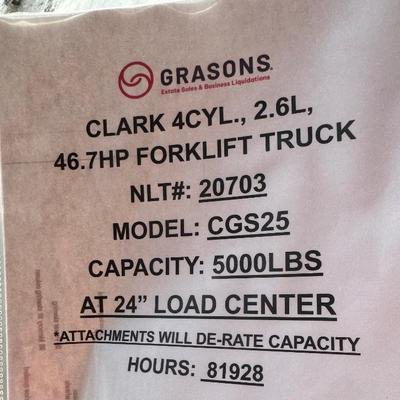 GRASONS.
Estate Sales & Business Liquidations
CLARK 4CYL., 2.6L,
46.7HP FORKLIFT TRUCK
NLT#: 20703
MODEL: CGS25
CAPACITY: 5000LBS
AT 24” LOAD CENTER
*ATTACHMENTS WILL DE-RATE CAPACITY
HOURS: 81928